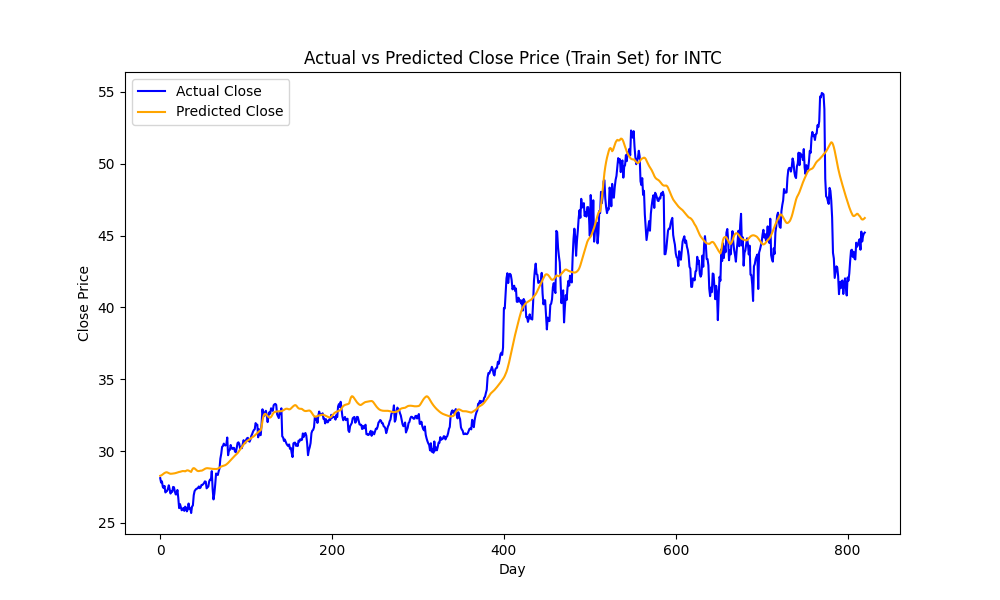 Actual vs Predicted Close Price (Train Set) for INTC
Actual Close
Predicted Close
55
50
45
40
35
30
25
Close Price
0 200 400 600 800
Day